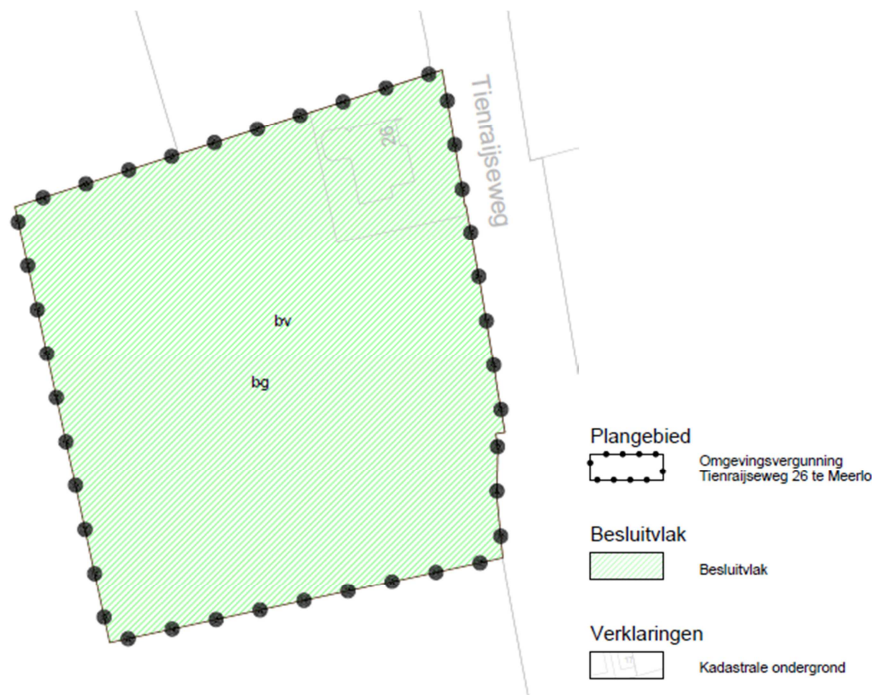 Tienraijseweg
26
bv
bg
Plangebied
Omgevingsvergunning
Tienraijseweg 26 te Meerlo
Besluitvlak
Besluitvlak
Verklaringen
Kadastrale ondergrond